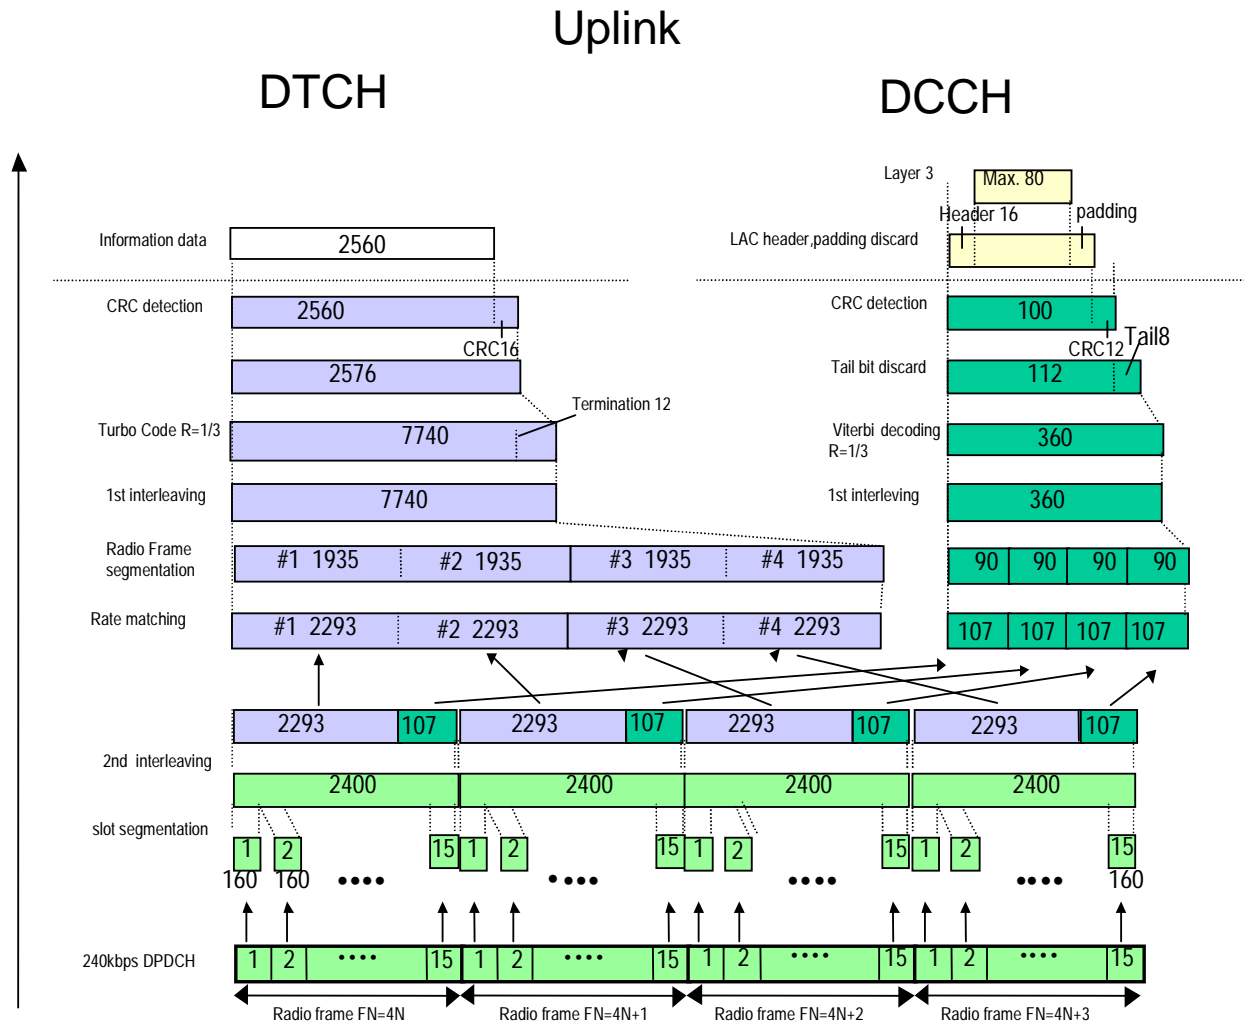 Uplink
DTCH
DCCH
Layer 3
Max. 80
Header 16
padding
Information data
2560
LAC header,padding discard
CRC detection
2560
CRC detection
100
CRC16
CRC12
Tail8
2576
Tail bit discard
112
Termination 12
Turbo Code R=1/3
7740
Viterbi decoding
R=1/3
360
1st interleaving
7740
1st interleving
360
Radio Frame
segmentation
#1 1935
#2 1935
#3 1935
#4 1935
90
90
90
90
Rate matching
#1 2293
#2 2293
#3 2293
#4 2293
107
107
107
107
2293
107
2293
107
2293
107
2293
107
2nd interleaving
2400
2400
2400
2400
slot segmentation
1
2
15
1
2
15
1
2
15
1
2
15
160
160
••••
••••
••••
••••
160
240kbps DPDCH
1
2
••••
15
1
2
••••
15
1
2
••••
15
1
2
••••
15
Radio frame FN=4N
Radio frame FN=4N+1
Radio frame FN=4N+2
Radio frame FN=4N+3